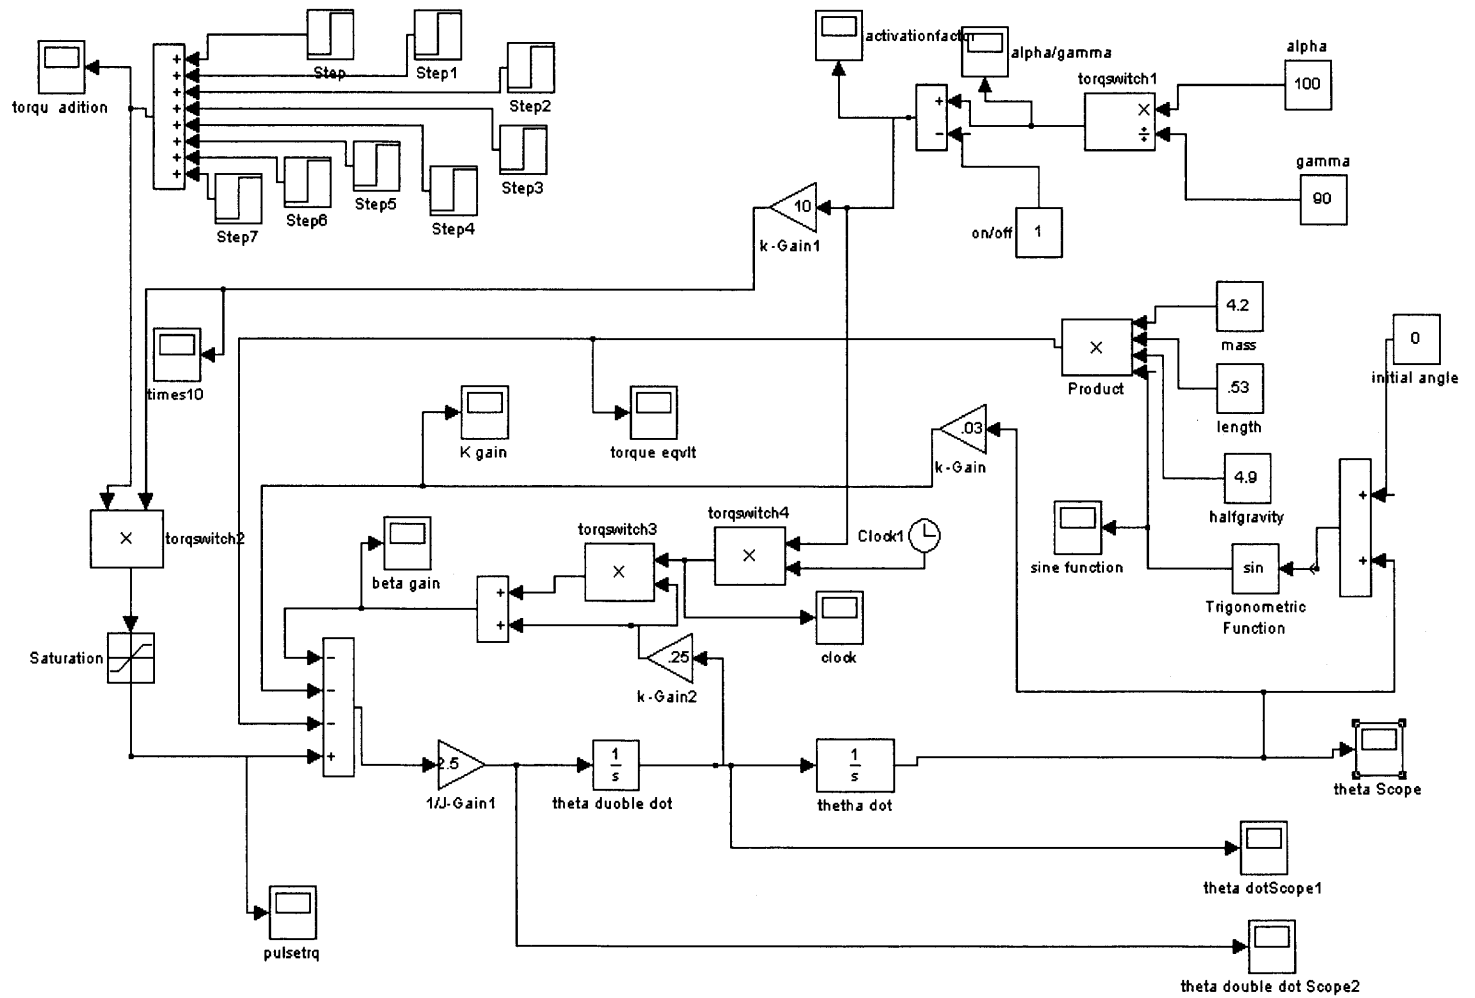 Step
Step1
Step2
Step3
Step4
Step5
Step6
Step7
torqu adition
+
+
+
+
+
+
+
+
activationfactor
alpha/gamma
torqswitch1
×
÷
alpha
100
gamma
90
+
−
on/off
1
10
k-Gain1
times10
4.2
mass
.53
length
4.9
halfgravity
×
Product
0
initial angle
K gain
torque eqvlt
.03
k-Gain
×
torqswitch2
beta gain
torqswitch3
×
torqswitch4
×
Clock1
clock
+
+
.25
k-Gain2
sine function
sin
Trigonometric
Function
+
+
Saturation
−
−
−
+
2.5
1/J-Gain1
1
s
theta duoble dot
1
s
thetha dot
theta Scope
theta dotScope1
theta double dot Scope2
pulsetrq